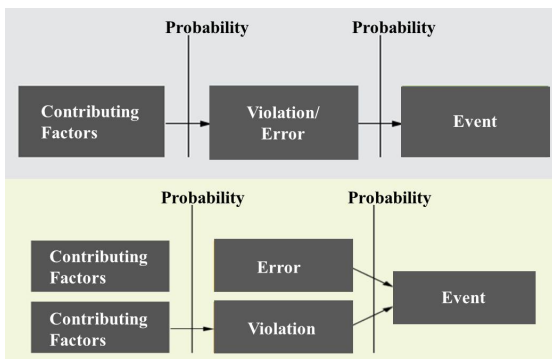 Probability Probability
Contributing
Factors
Violation/
Error
Event
Probability Probability
Contributing
Factors
Error
Contributing
Factors
Violation
Event